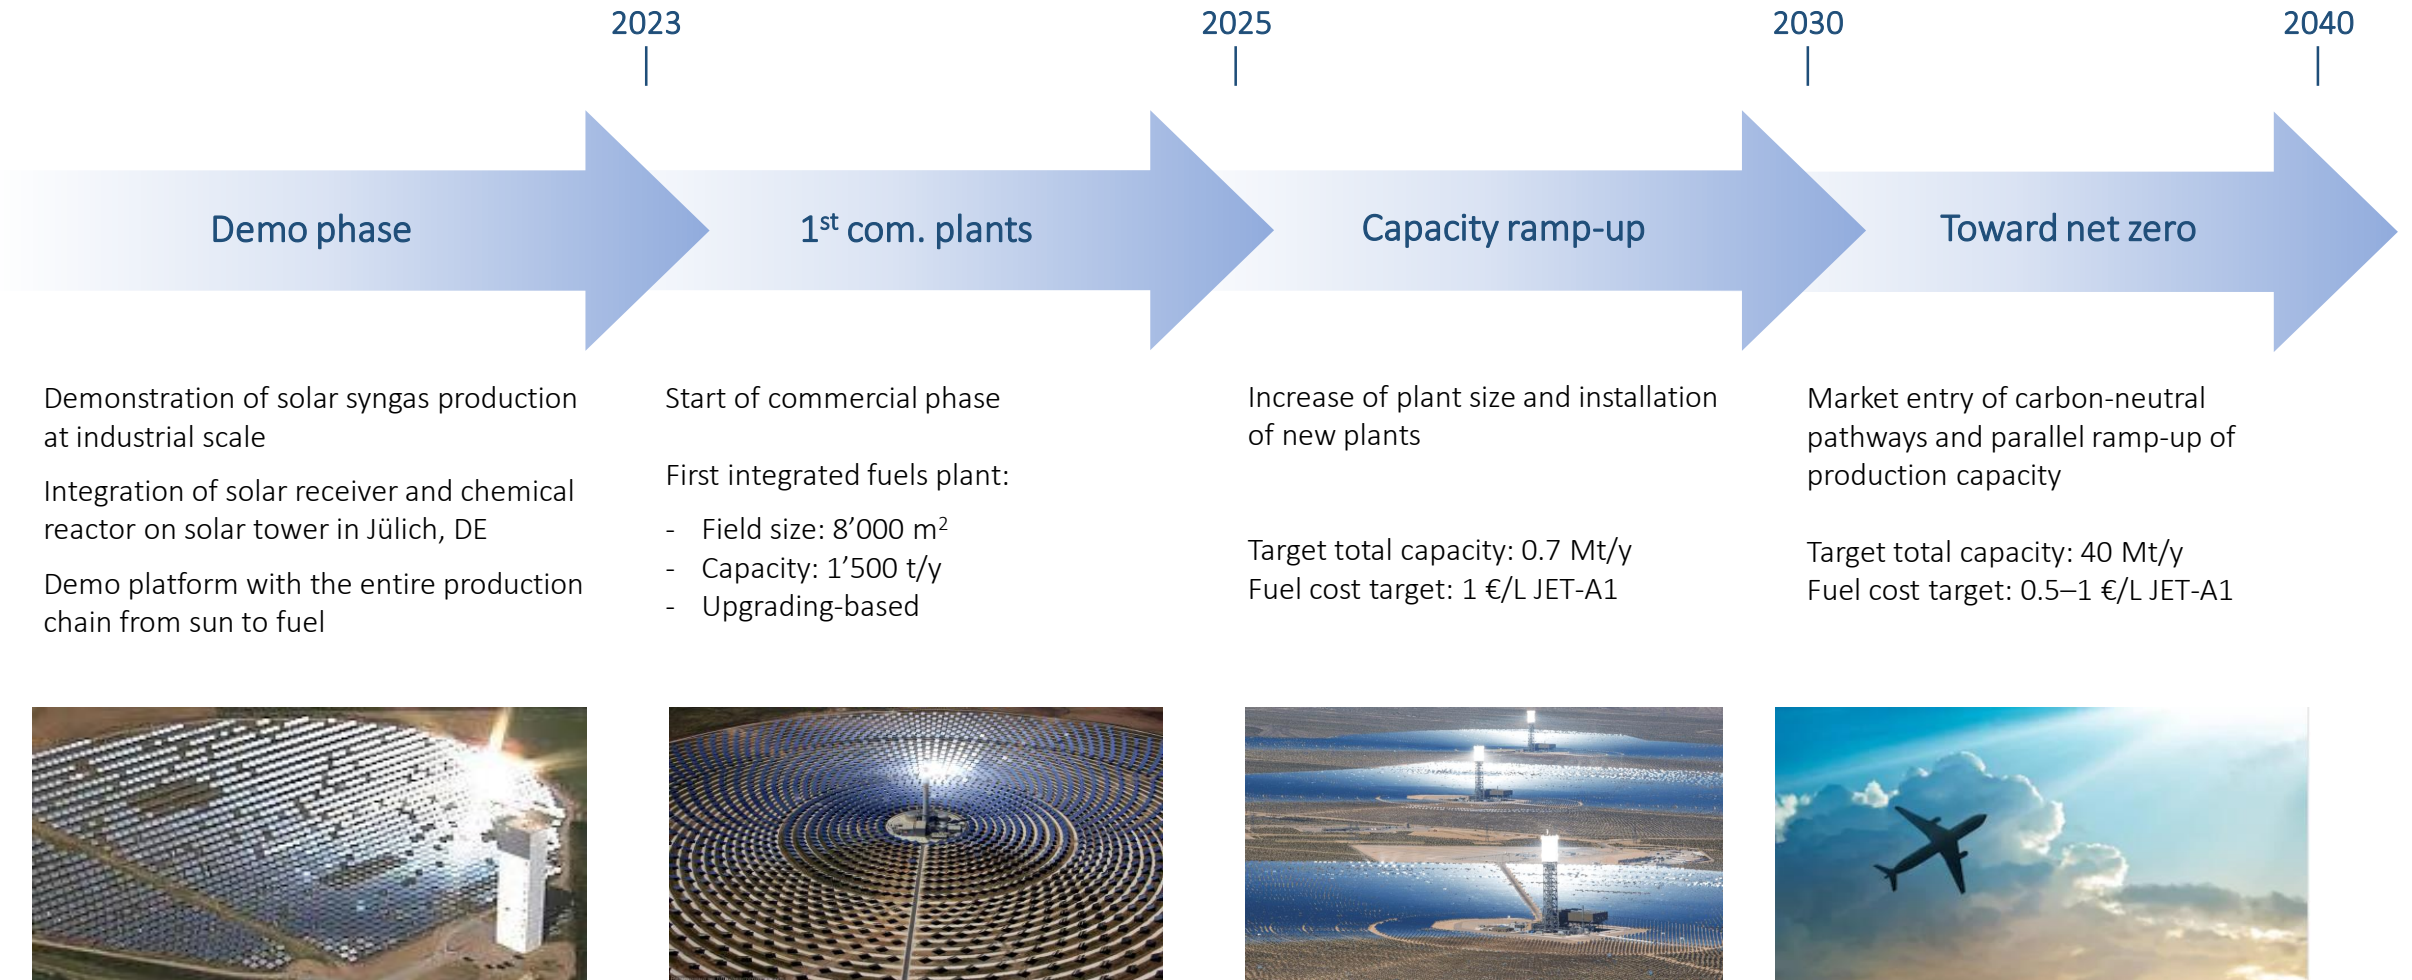 2023
2025
2030
2040
Demo phase
1st com. plants
Capacity ramp-up
Toward net zero
Demonstration of solar syngas production
at industrial scale
Integration of solar receiver and chemical
reactor on solar tower in Jülich, DE
Demo platform with the entire production
chain from sun to fuel
Start of commercial phase
First integrated fuels plant:
- Field size: 8’000 m²
- Capacity: 1’500 t/y
- Upgrading-based
Increase of plant size and installation
of new plants
Target total capacity: 0.7 Mt/y
Fuel cost target: 1 €/L JET-A1
Market entry of carbon-neutral
pathways and parallel ramp-up of
production capacity
Target total capacity: 40 Mt/y
Fuel cost target: 0.5–1 €/L JET-A1